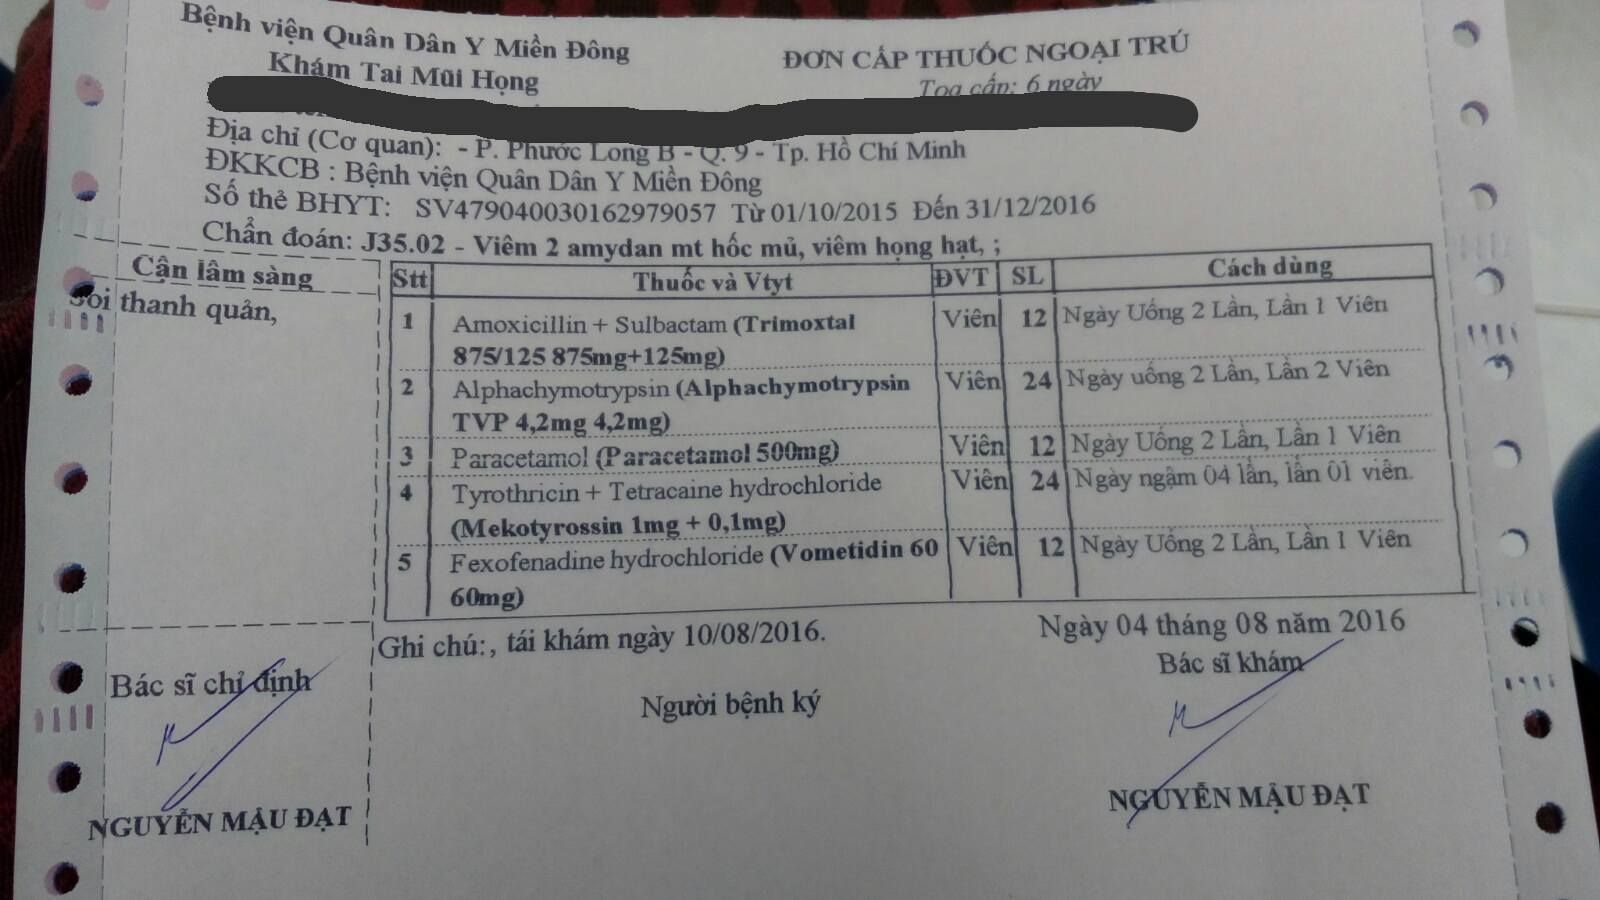 Bệnh viện Quân Dân Y Miền Đông
Khám Tai Mũi Họng
ĐƠN CẤP THUỐC NGOẠI TRÚ
Toa cấp: 6 ngày
Địa chỉ (Cơ quan): - P. Phước Long B - Q. 9 - Tp. Hồ Chí Minh
ĐKKCB : Bệnh viện Quân Dân Y Miền Đông
Số thẻ BHYT: SV479040030162979057 Từ 01/10/2015 Đến 31/12/2016
Chẩn đoán: J35.02 - Viêm 2 amydan mt hốc mủ, viêm họng hạt, ;
Cận lâm sàng
Soi thanh quản,
Stt Thuốc và Vtyt ĐVT SL Cách dùng
1 Amoxicillin + Sulbactam (Trimoxtal Viên 12 Ngày Uống 2 Lần, Lần 1 Viên
875/125 875mg+125mg)
2 Alphachymotrypsin (Alphachymotrypsin Viên 24 Ngày uống 2 Lần, Lần 2 Viên
TVP 4,2mg 4,2mg)
3 Paracetamol (Paracetamol 500mg) Viên 12 Ngày Uống 2 Lần, Lần 1 Viên
4 Tyrothricin + Tetracaine hydrochloride Viên 24 Ngày ngậm 04 lần, lần 01 viên.
(Mekotyrossin 1mg + 0,1mg)
5 Fexofenadine hydrochloride (Vometidin 60 Viên 12 Ngày Uống 2 Lần, Lần 1 Viên
60mg)
Ghi chú:, tái khám ngày 10/08/2016.
Ngày 04 tháng 08 năm 2016
Bác sĩ chỉ định
Người bệnh ký
Bác sĩ khám
NGUYỄN MẬU ĐẠT
NGUYỄN MẬU ĐẠT